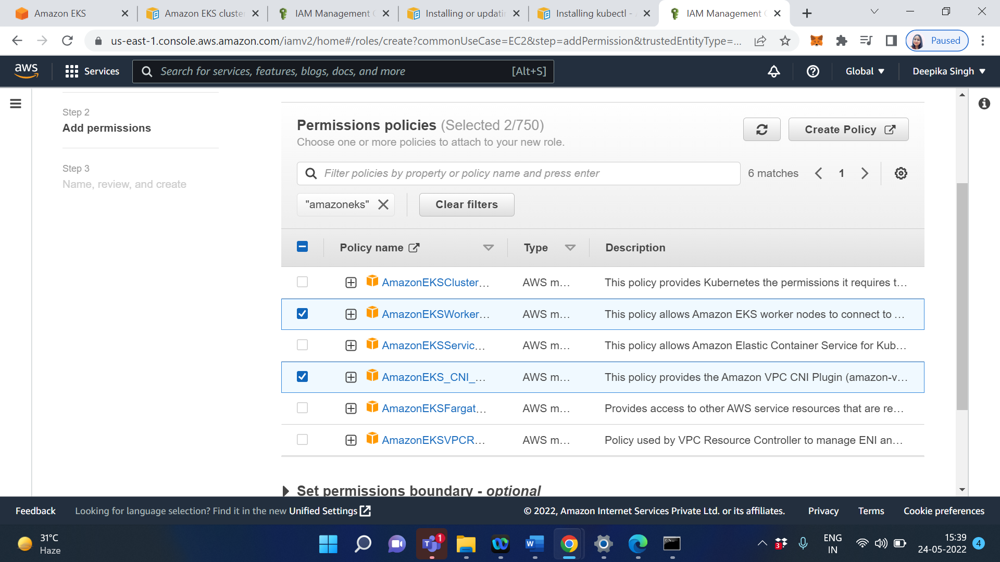 Amazon EKS
Amazon EKS cluster
IAM Management C
Installing or updatin
Installing kubectl - A
IAM Management C
us-east-1.console.aws.amazon.com/iamv2/home#/roles/create?commonUseCase=EC2&step=addPermission&trustedEntityType=...
Paused
aws
Services
Search for services, features, blogs, docs, and more
[Alt+S]
Global
Deepika Singh
Step 2
Add permissions
Step 3
Name, review, and create
Permissions policies (Selected 2/750)
Choose one or more policies to attach to your new role.
Create Policy
Filter policies by property or policy name and press enter
6 matches
1
"amazoneks"
Clear filters
Policy name
Type
Description
AmazonEKSCluster...
AWS m...
This policy provides Kubernetes the permissions it requires t...
AmazonEKSWorker...
AWS m...
This policy allows Amazon EKS worker nodes to connect to ...
AmazonEKSServic...
AWS m...
This policy allows Amazon Elastic Container Service for Kub...
AmazonEKS_CNI_...
AWS m...
This policy provides the Amazon VPC CNI Plugin (amazon-v...
AmazonEKSFargat...
AWS m...
Provides access to other AWS service resources that are re...
AmazonEKSVPCR...
AWS m...
Policy used by VPC Resource Controller to manage ENI an...
Set permissions boundary - optional
Feedback
Looking for language selection? Find it in the new Unified Settings
© 2022, Amazon Internet Services Private Ltd. or its affiliates.
Privacy
Terms
Cookie preferences
31°C
Haze
1
3
ENG
IN
15:39
24-05-2022
4